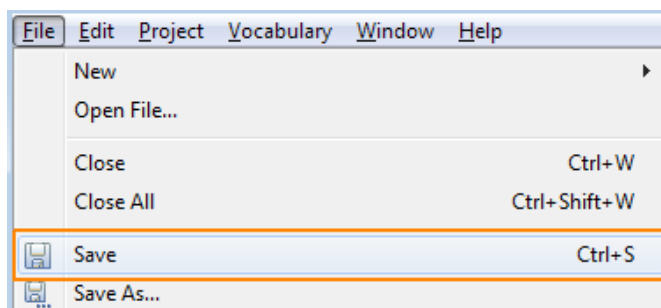 File Edit Project Vocabulary Window Help
New
Open File...
Close Ctrl+W
Close All Ctrl+Shift+W
Save Ctrl+S
Save As...